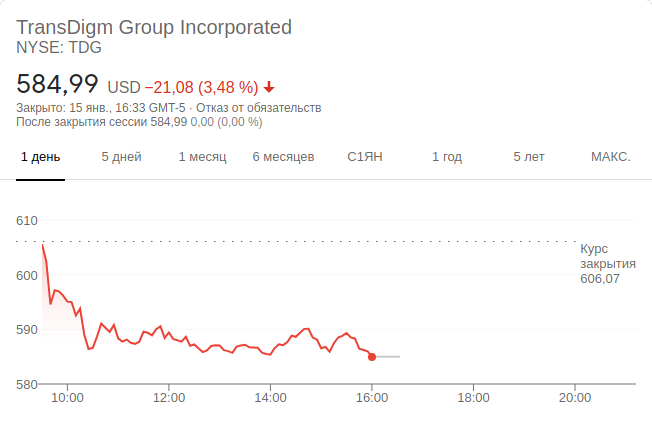 TransDigm Group Incorporated
NYSE: TDG
584,99 USD −21,08 (3,48 %)
Закрыто: 15 янв., 16:33 GMT-5 · Отказ от обязательств
После закрытия сессии 584,99 0,00 (0,00 %)
1 день 5 дней 1 месяц 6 месяцев С1ЯН 1 год 5 лет МАКС.
610
Курс
закрытия
606,07
600
590
580
10:00 12:00 14:00 16:00 18:00 20:00